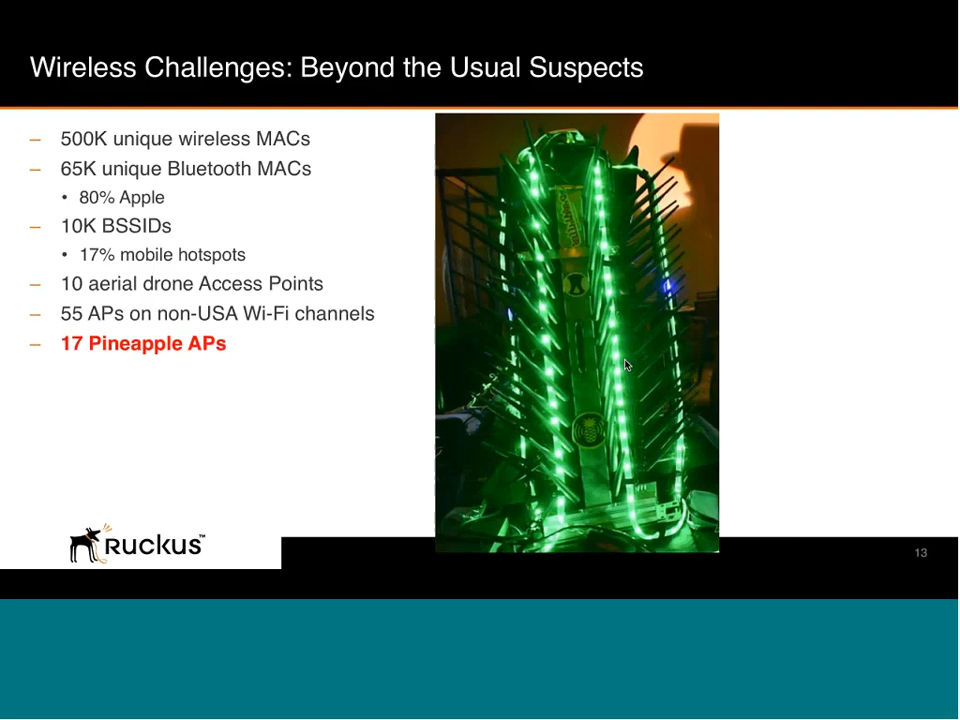 Wireless Challenges: Beyond the Usual Suspects
– 500K unique wireless MACs
– 65K unique Bluetooth MACs
• 80% Apple
– 10K BSSIDs
• 17% mobile hotspots
– 10 aerial drone Access Points
– 55 APs on non-USA Wi-Fi channels
– 17 Pineapple APs
Ruckus™
13